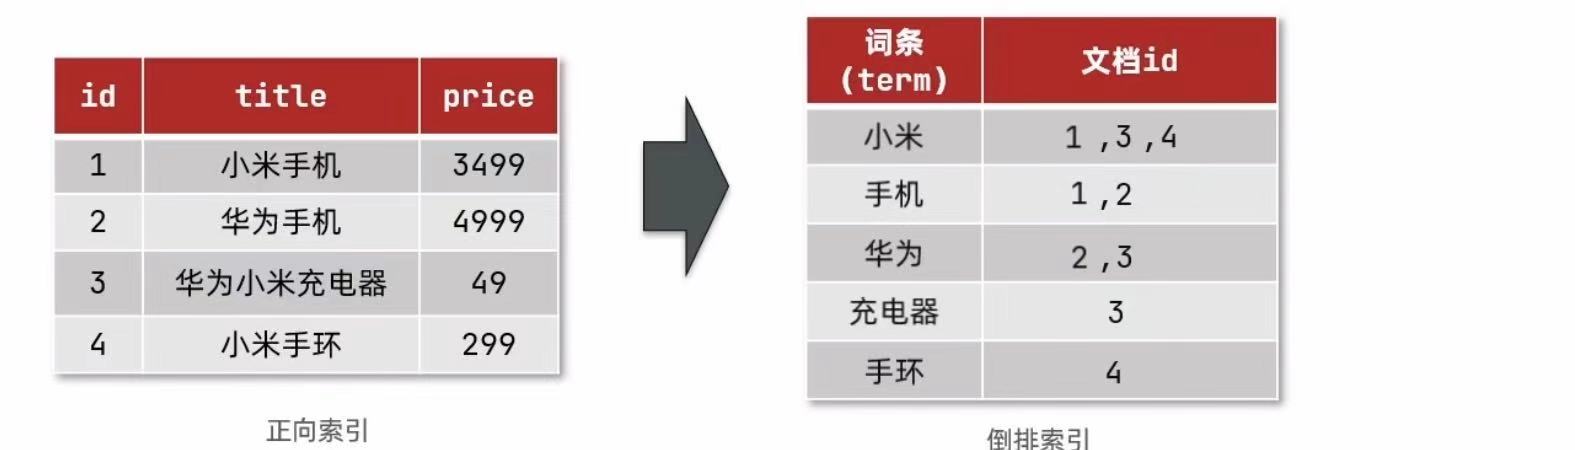 id title price
1 小米手机 3499
2 华为手机 4999
3 华为小米充电器 49
4 小米手环 299
正向索引
词条
(term)
文档id
小米 1 ,3 ,4
手机 1 ,2
华为 2 ,3
充电器 3
手环 4
倒排索引